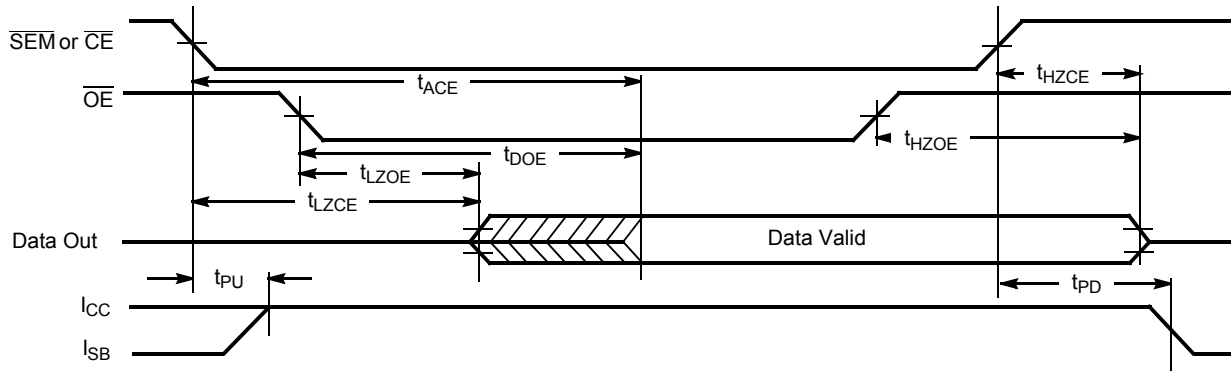 SEM or CE
tACE
tHZCE
OE
tHZOE
tDOE
tLZOE
tLZCE
Data Out
Data Valid
tPU
tPD
ICC
ISB